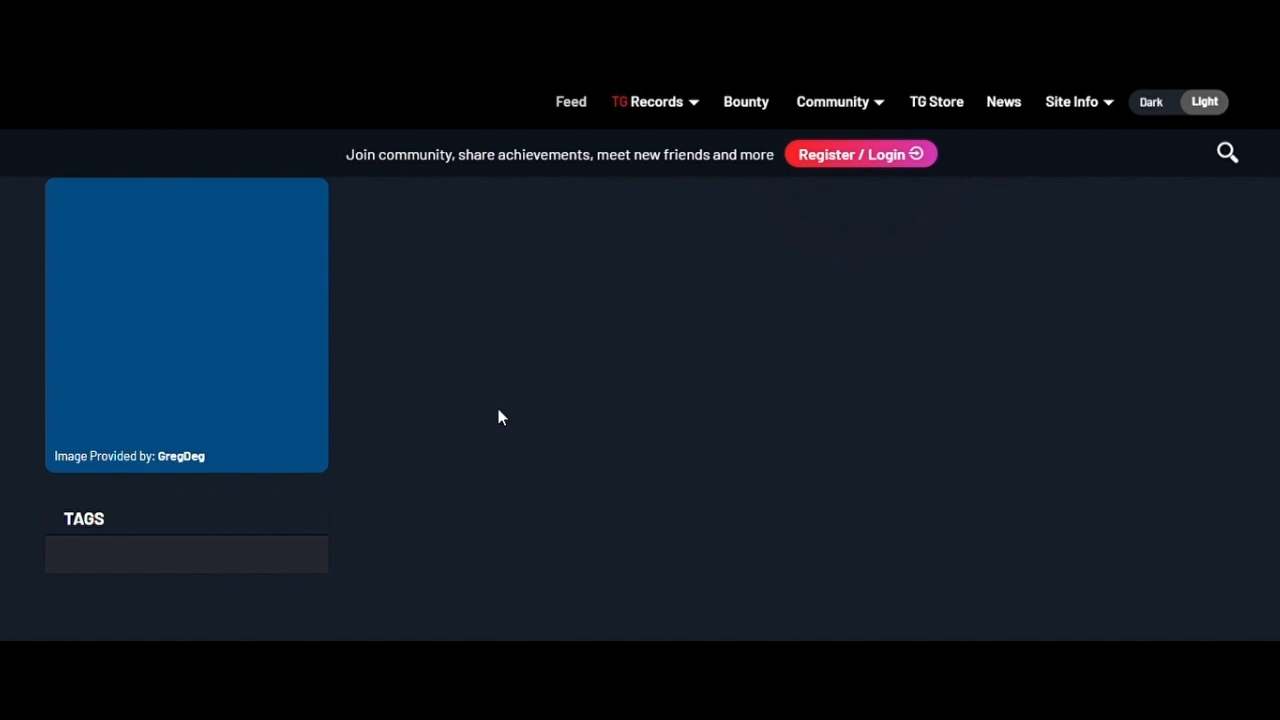 Feed TG Records Bounty Community TG Store News Site Info Dark Light
Join community, share achievements, meet new friends and more Register / Login
Image Provided by: GregDeg
TAGS